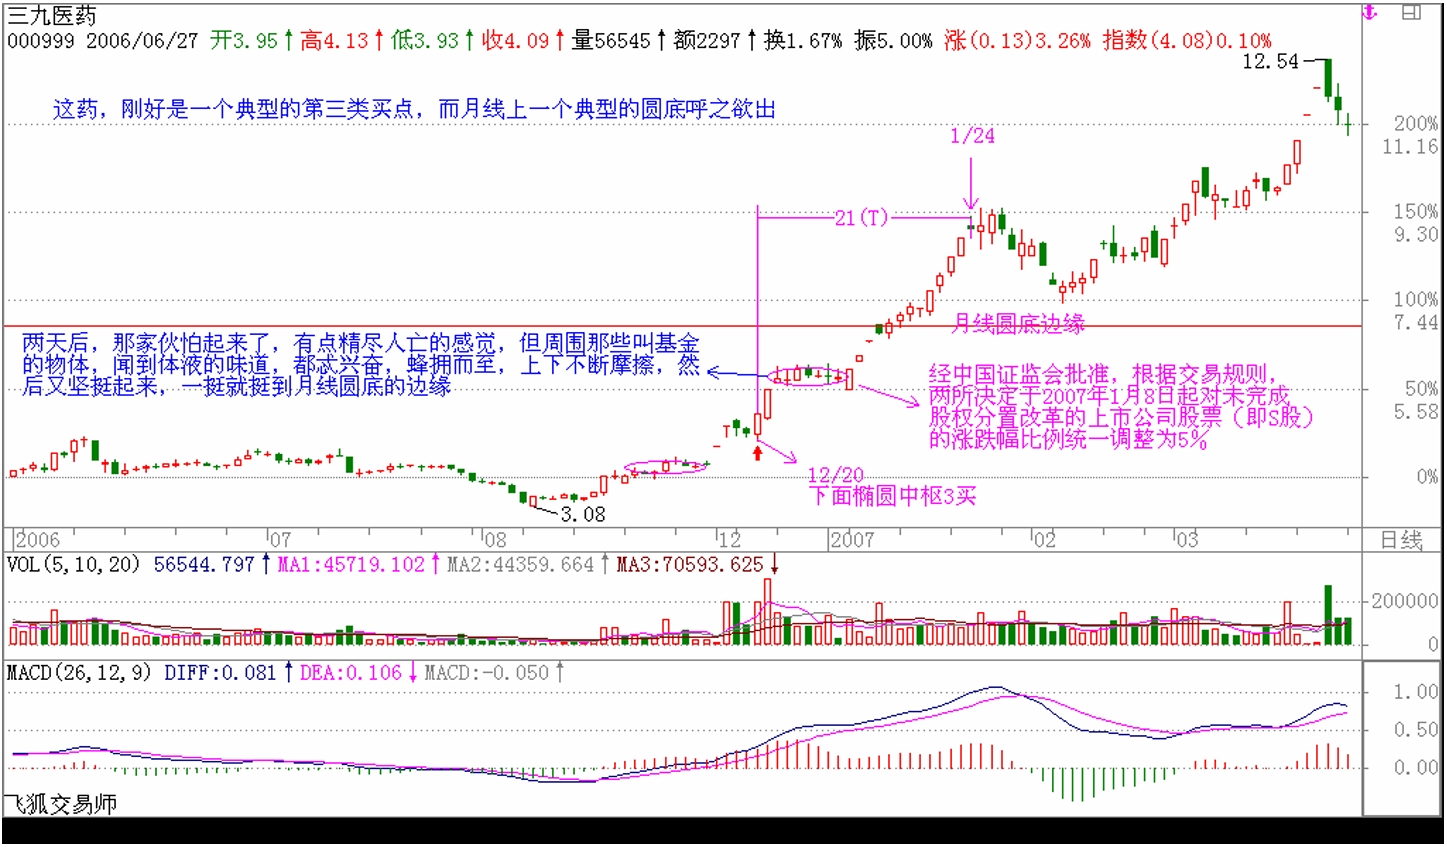 三九医药
000999 2006/06/27 开3.95↑高4.13↑低3.93↑收4.09↑量56545↑额2297↑换1.67% 振5.00% 涨(0.13)3.26% 指数(4.08)0.10%
12.54
这药，刚好是一个典型的第三类买点，而月线上一个典型的圆底呼之欲出
200%
11.16
1/24
21(T)
150%
9.30
100%
7.44
月线圆底边缘
两天后，那家伙怕起来了，有点精尽人亡的感觉，但周围那些叫基金
的物体，闻到体液的味道，都忒兴奋，蜂拥而至，上下不断摩擦，然
后又坚挺起来，一挺就挺到月线圆底的边缘
经中国证监会批准，根据交易规则，
两所决定于2007年1月8日起对未完成
股权分置改革的上市公司股票（即S股）
的涨跌幅比例统一调整为5%
50%
5.58
12/20
下面椭圆中枢3买
0%
3.08
2006 07 08 12 2007 02 03 日线
VOL(5,10,20) 56544.797↑MA1:45719.102↑MA2:44359.664↑MA3:70593.625↓
200000
0
MACD(26,12,9) DIFF:0.081↑DEA:0.106↓MACD:-0.050↑
1.00
0.50
0.00
飞狐交易师